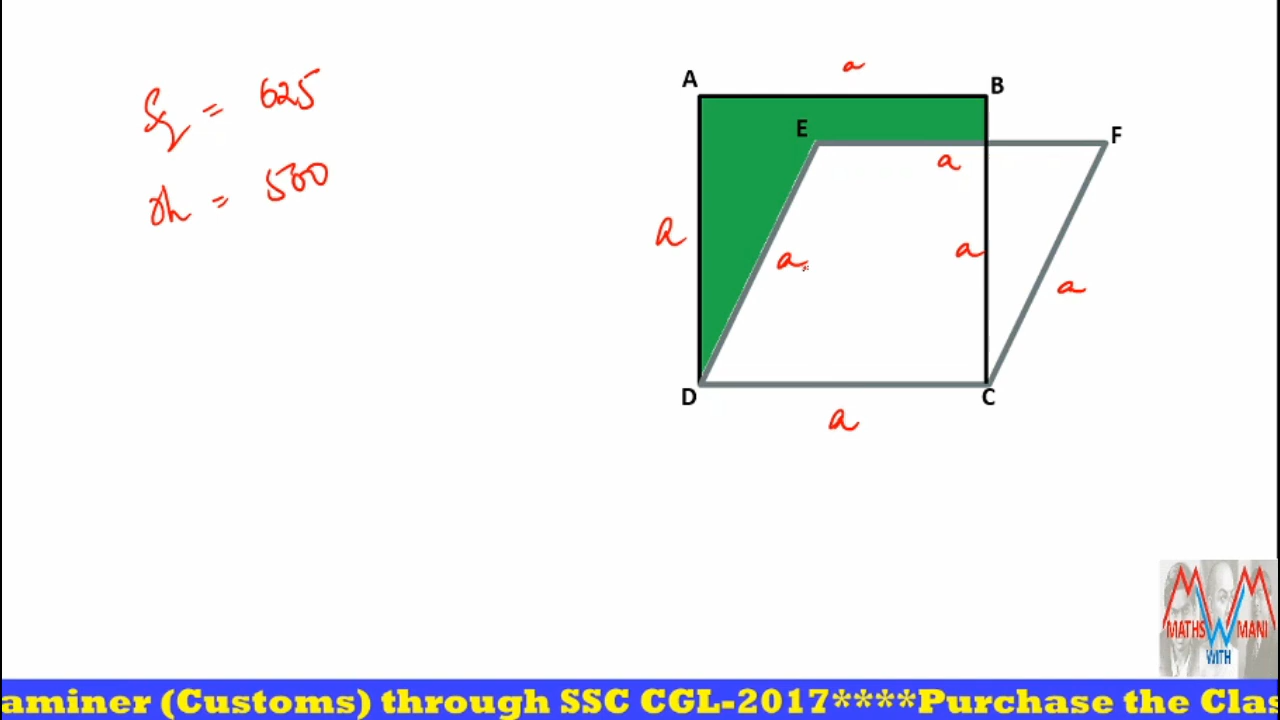 Sq = 625
rh = 500
a
A
B
E
F
a
a
a
a
a
D
C
a
MATHS MANI
WITH
aminer (Customs) through SSC CGL-2017****Purchase the Clas